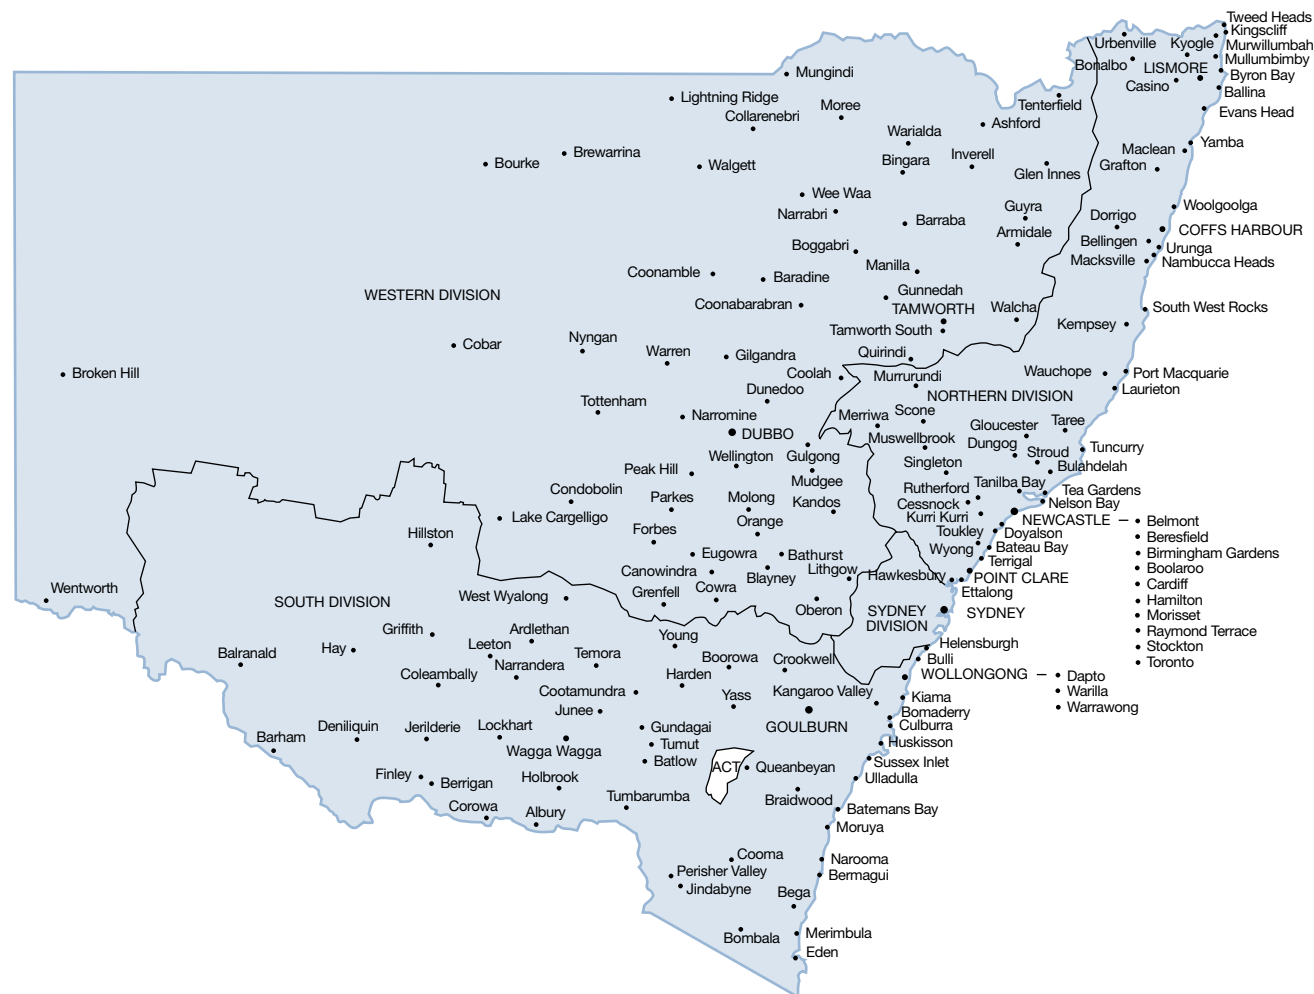 Tweed Heads
Kingscliff
Urbenville
Kyogle
Murwillumbah
Mullumbimby
Bonalbo
LISMORE
Byron Bay
Mungindi
Casino
Ballina
Lightning Ridge
Moree
Tenterfield
Evans Head
Collarenebri
Ashford
Warialda
Yamba
Maclean
Brewarrina
Bingara
Inverell
Bourke
Walgett
Grafton
Glen Innes
Wee Waa
Narrabri
Guyra
Woolgoolga
Barraba
Dorrigo
Armidale
COFFS HARBOUR
Boggabri
Bellingen
Urunga
Macksville
Nambucca Heads
Manilla
Coonamble
Baradine
Gunnedah
WESTERN DIVISION
Coonabarabran
TAMWORTH
Walcha
South West Rocks
Kempsey
Tamworth South
Nyngan
Cobar
Warren
Gilgandra
Quirindi
Broken Hill
Coolah
Murrurundi
Wauchope
Port Macquarie
Dunedoo
Laurieton
NORTHERN DIVISION
Tottenham
Narromine
Merriwa
Scone
Gloucester
Taree
DUBBO
Muswellbrook
Dungog
Tuncurry
Wellington
Gulgong
Stroud
Singleton
Bulahdelah
Peak Hill
Mudgee
Rutherford
Tanilba Bay
Condobolin
Parkes
Molong
Kandos
Cessnock
Tea Gardens
Nelson Bay
Lake Cargelligo
Kurri Kurri
NEWCASTLE
Belmont
Hillston
Forbes
Orange
Toukley
Doyalson
Beresfield
Wyong
Bateau Bay
Birmingham Gardens
Eugowra
Bathurst
Terrigal
Boolaroo
Canowindra
Blayney
Lithgow
Hawkesbury
POINT CLARE
Cardiff
Wentworth
Cowra
Ettalong
West Wyalong
Grenfell
Hamilton
SOUTH DIVISION
Oberon
SYDNEY
DIVISION
SYDNEY
Morisset
Griffith
Ardlethan
Young
Raymond Terrace
Leeton
Helensburgh
Stockton
Balranald
Hay
Narrandera
Temora
Boorowa
Crookwell
Bulli
Toronto
Coleambally
Harden
WOLLONGONG
Dapto
Cootamundra
Yass
Kangaroo Valley
Kiama
Warilla
Junee
Bomaderry
Warrawong
Deniliquin
Jerilderie
Lockhart
Gundagai
GOULBURN
Culburra
Barham
Wagga Wagga
Tumut
Huskisson
Batlow
ACT
Queanbeyan
Sussex Inlet
Finley
Berrigan
Holbrook
Ulladulla
Tumbarumba
Braidwood
Corowa
Albury
Batemans Bay
Moruya
Cooma
Narooma
Perisher Valley
Bermagui
Jindabyne
Bega
Bombala
Merimbula
Eden